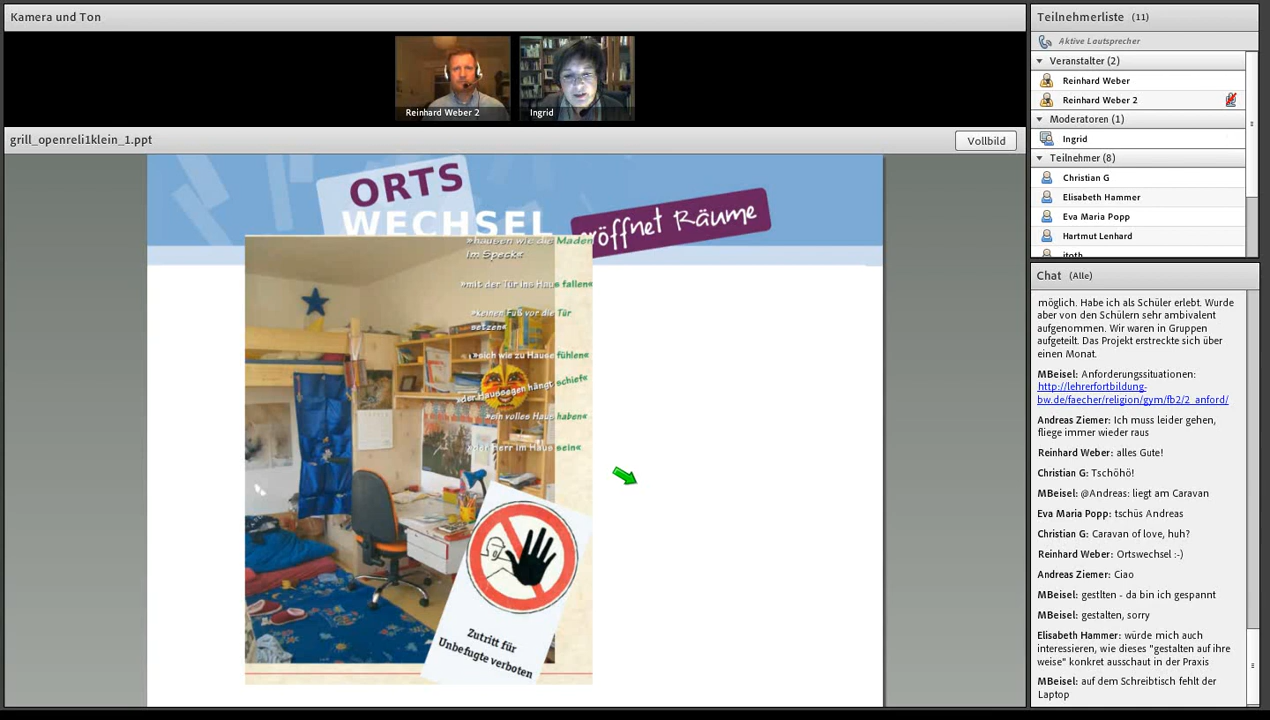 Kamera und Ton
Reinhard Weber 2
Ingrid
grill_openreli1klein_1.ppt
Vollbild
ORTS
WECHSEL
eröffnet Räume
»hausen wie die Maden
im Speck«
»mit der Tür ins Haus fallen«
»keinen Fuß vor die Tür
setzen«
»sich wie zu Hause fühlen«
»der Haussegen hängt schief«
»ein volles Haus haben«
»der Herr im Haus sein«
Zutritt für
Unbefugte verboten
Teilnehmerliste (11)
Aktive Lautsprecher
Veranstalter (2)
Reinhard Weber
Reinhard Weber 2
Moderatoren (1)
Ingrid
Teilnehmer (8)
Christian G
Elisabeth Hammer
Eva Maria Popp
Hartmut Lenhard
itoth
Chat (Alle)
möglich. Habe ich als Schüler erlebt. Wurde
aber von den Schülern sehr ambivalent
aufgenommen. Wir waren in Gruppen
aufgeteilt. Das Projekt erstreckte sich über
einen Monat.
MBeisel: Anforderungssituationen:
http://lehrerfortbildung-
bw.de/faecher/religion/gym/fb2/2_anford/
Andreas Ziemer: Ich muss leider gehen,
fliege immer wieder raus
Reinhard Weber: alles Gute!
Christian G: Tschöhö!
MBeisel: @Andreas: liegt am Caravan
Eva Maria Popp: tschüs Andreas
Christian G: Caravan of love, huh?
Reinhard Weber: Ortswechsel :-)
Andreas Ziemer: Ciao
MBeisel: gestlten - da bin ich gespannt
MBeisel: gestalten, sorry
Elisabeth Hammer: würde mich auch
interessieren, wie dieses "gestalten auf ihre
weise" konkret ausschaut in der Praxis
MBeisel: auf dem Schreibtisch fehlt der
Laptop